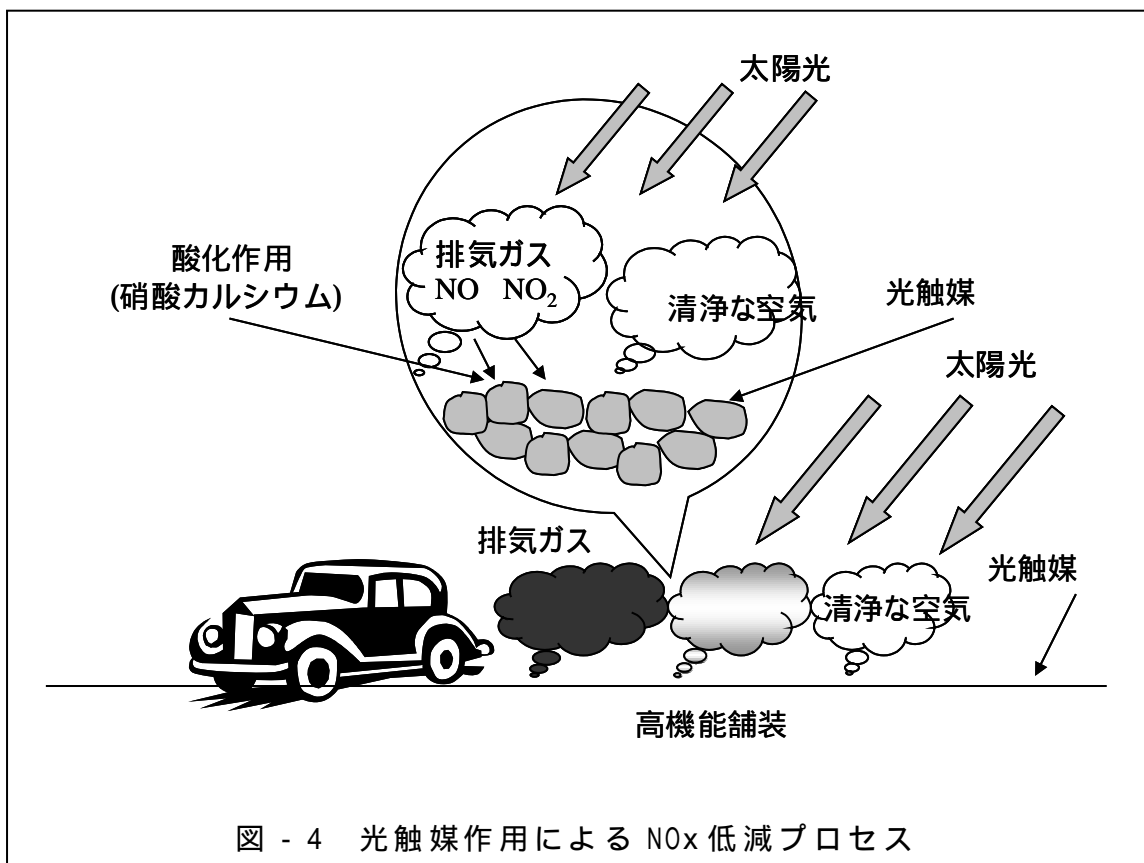 太陽光
排気ガス
NO NO₂
清浄な空気
酸化作用
(硝酸カルシウム)
光触媒
太陽光
排気ガス
清浄な空気
光触媒
高機能舗装
図 - 4 光触媒作用による NOx 低減プロセス